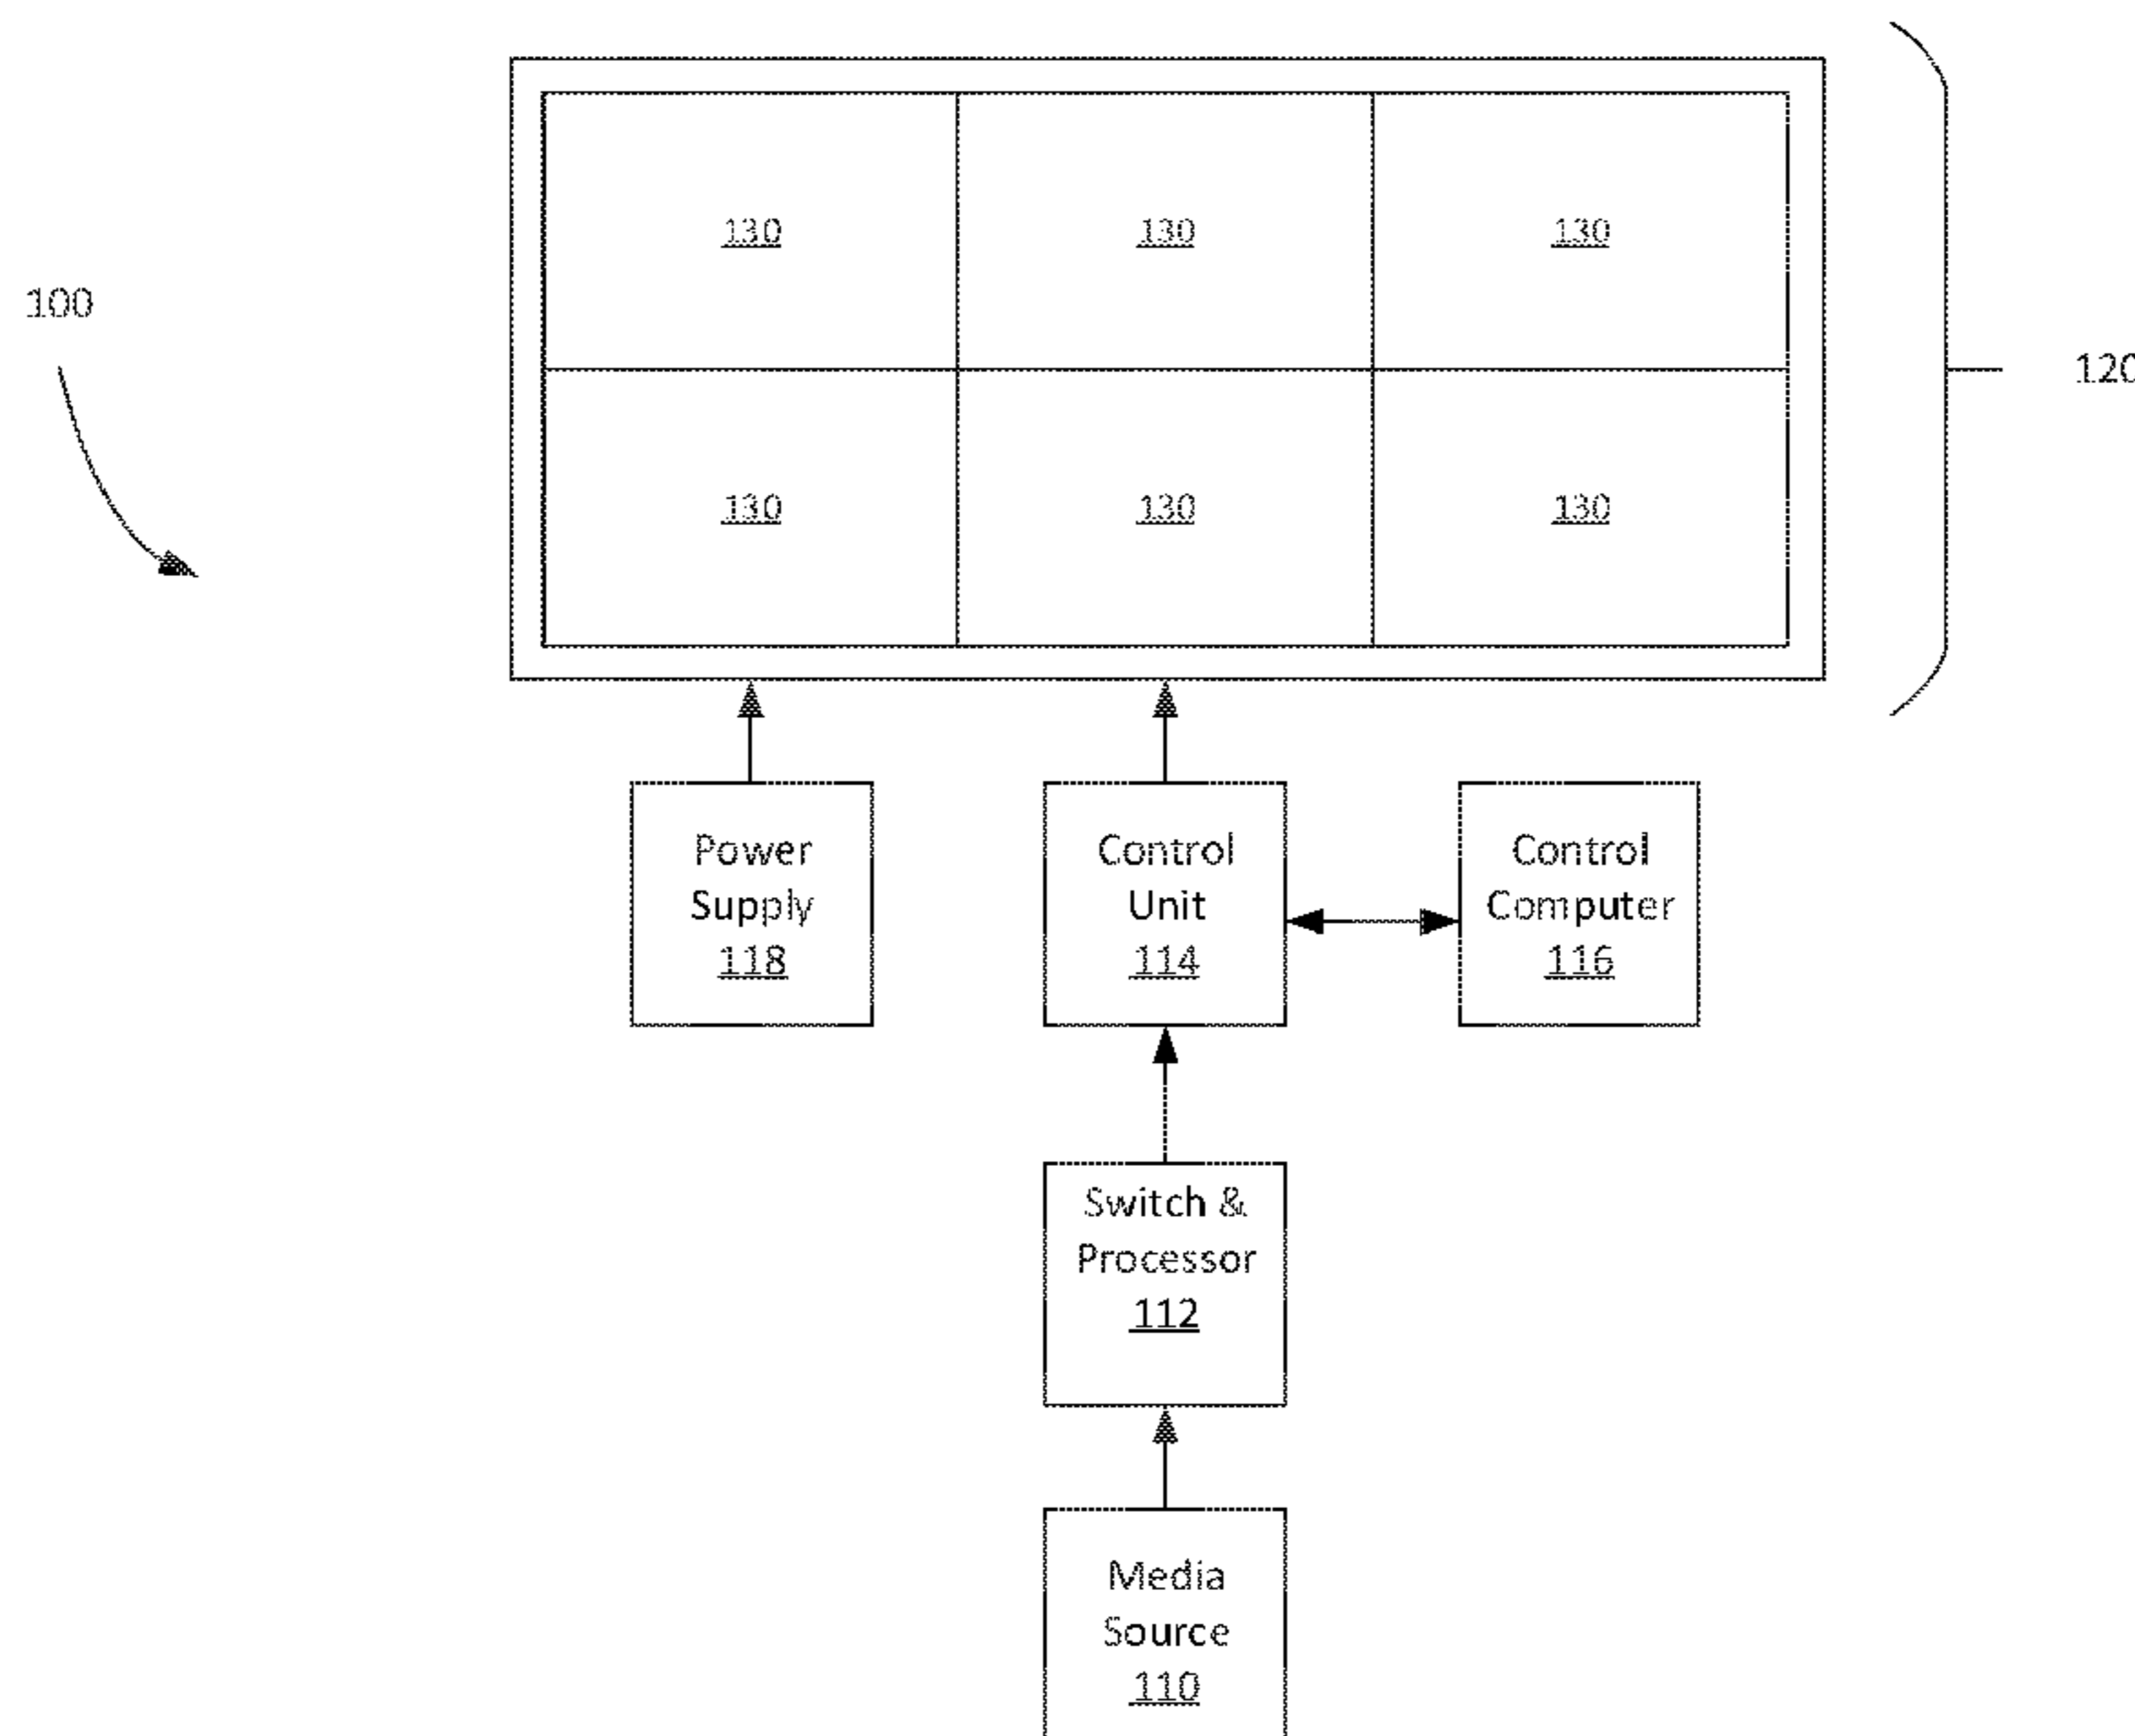 130 130 130
100
120
130 130 130
Power
Supply
118
Control
Unit
114
Control
Computer
116
Switch &
Processor
112
Media
Source
110